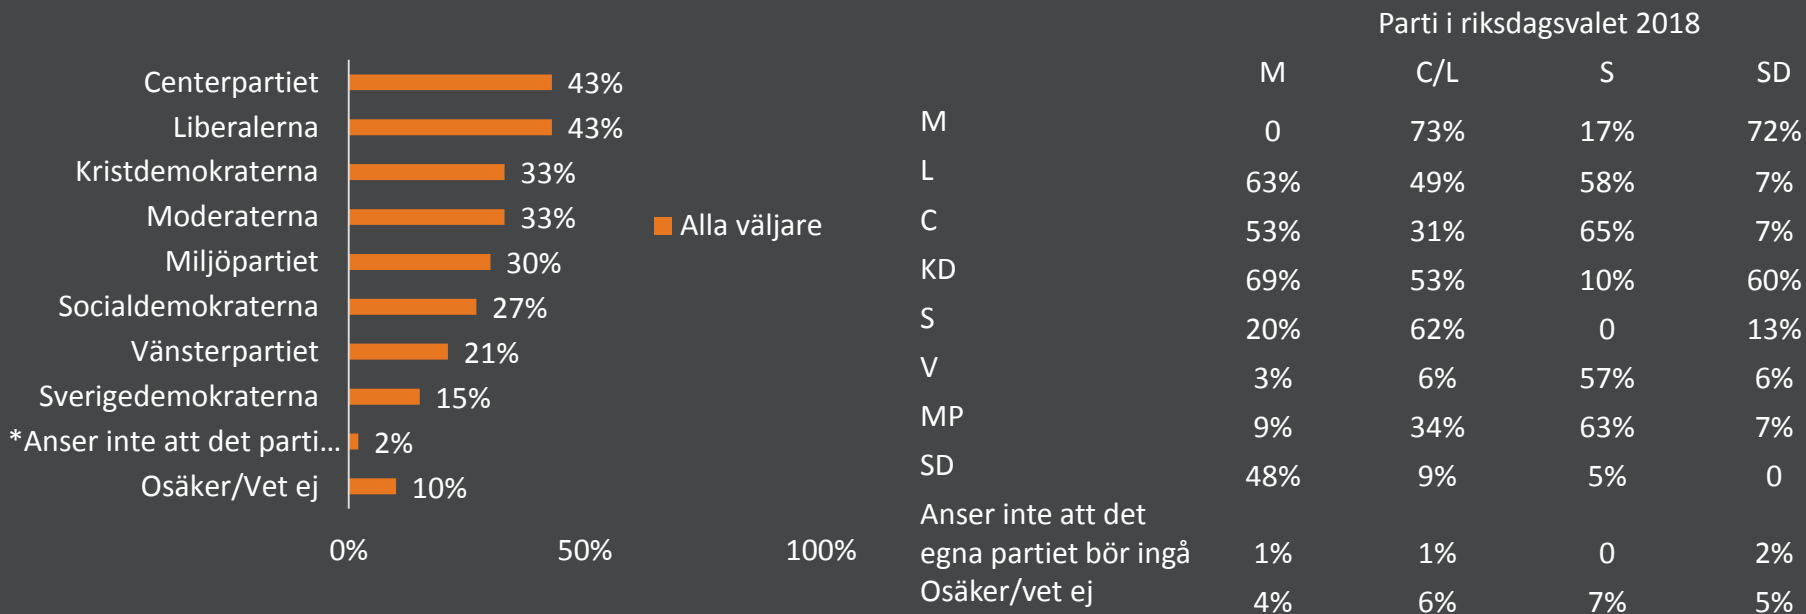 Centerpartiet 43%
Liberalerna 43%
Kristdemokraterna 33%
Moderaterna 33%
Miljöpartiet 30%
Socialdemokraterna 27%
Vänsterpartiet 21%
Sverigedemokraterna 15%
*Anser inte att det parti… 2%
Osäker/Vet ej 10%
0% 50% 100%
Alla väljare
Parti i riksdagsvalet 2018
M C/L S SD
M 0 73% 17% 72%
L 63% 49% 58% 7%
C 53% 31% 65% 7%
KD 69% 53% 10% 60%
S 20% 62% 0 13%
V 3% 6% 57% 6%
MP 9% 34% 63% 7%
SD 48% 9% 5% 0
Anser inte att det
egna partiet bör ingå 1% 1% 0 2%
Osäker/vet ej 4% 6% 7% 5%